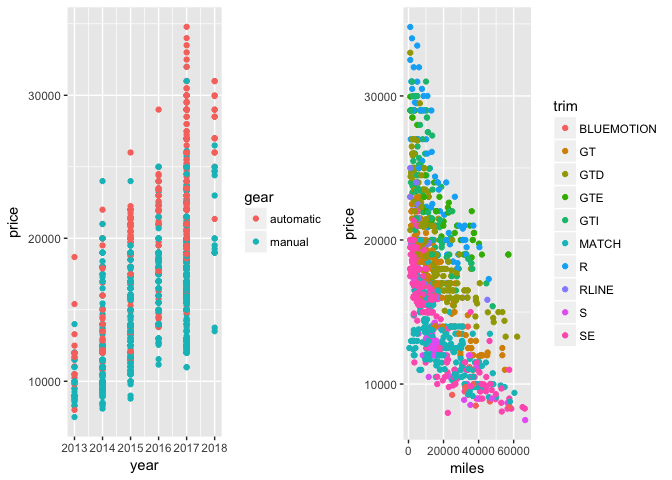 price
30000
20000
10000
2013 2014 2015 2016 2017 2018
year
gear
automatic
manual
price
30000
20000
10000
0 20000 40000 60000
miles
trim
BLUEMOTION
GT
GTD
GTE
GTI
MATCH
R
RLINE
S
SE